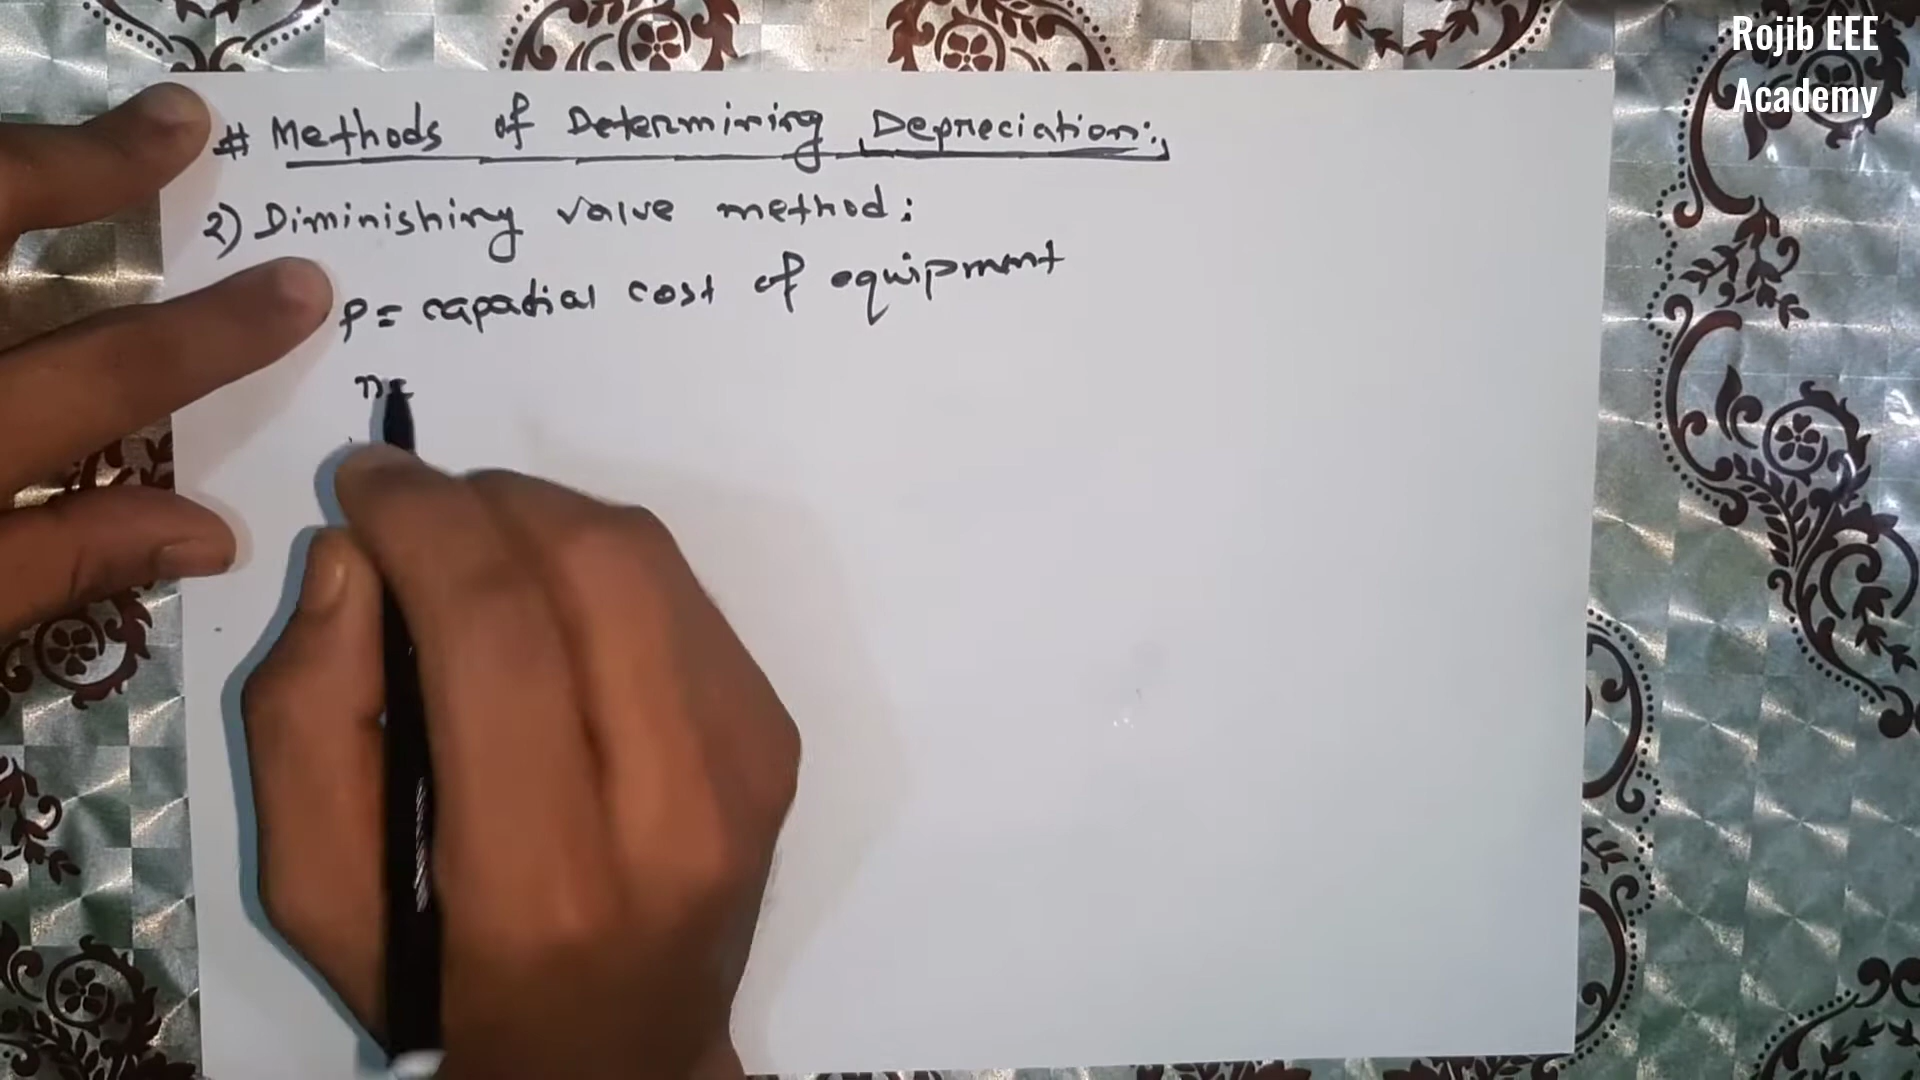 Rojib EEE
Academy
# Methods of Determining Depreciation:
2) Diminishing value method:
P = capatial cost of equipment
n =